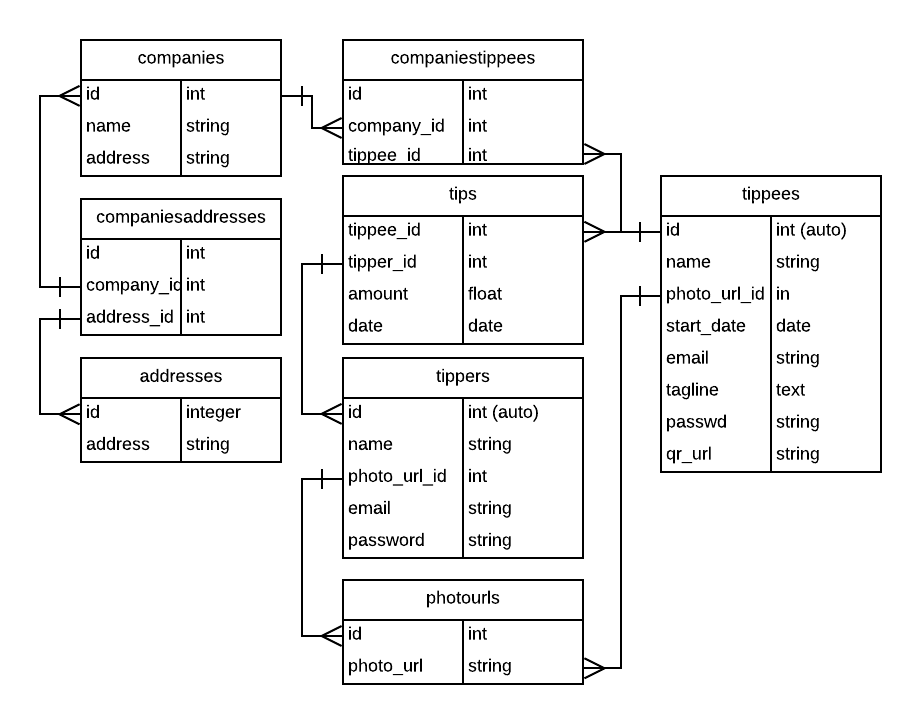 companies
id int
name string
address string
companiesaddresses
id int
company_id int
address_id int
addresses
id integer
address string
companiestippees
id int
company_id int
tippee_id int
tips
tippee_id int
tipper_id int
amount float
date date
tippers
id int (auto)
name string
photo_url_id int
email string
password string
photourls
id int
photo_url string
tippees
id int (auto)
name string
photo_url_id in
start_date date
email string
tagline text
passwd string
qr_url string